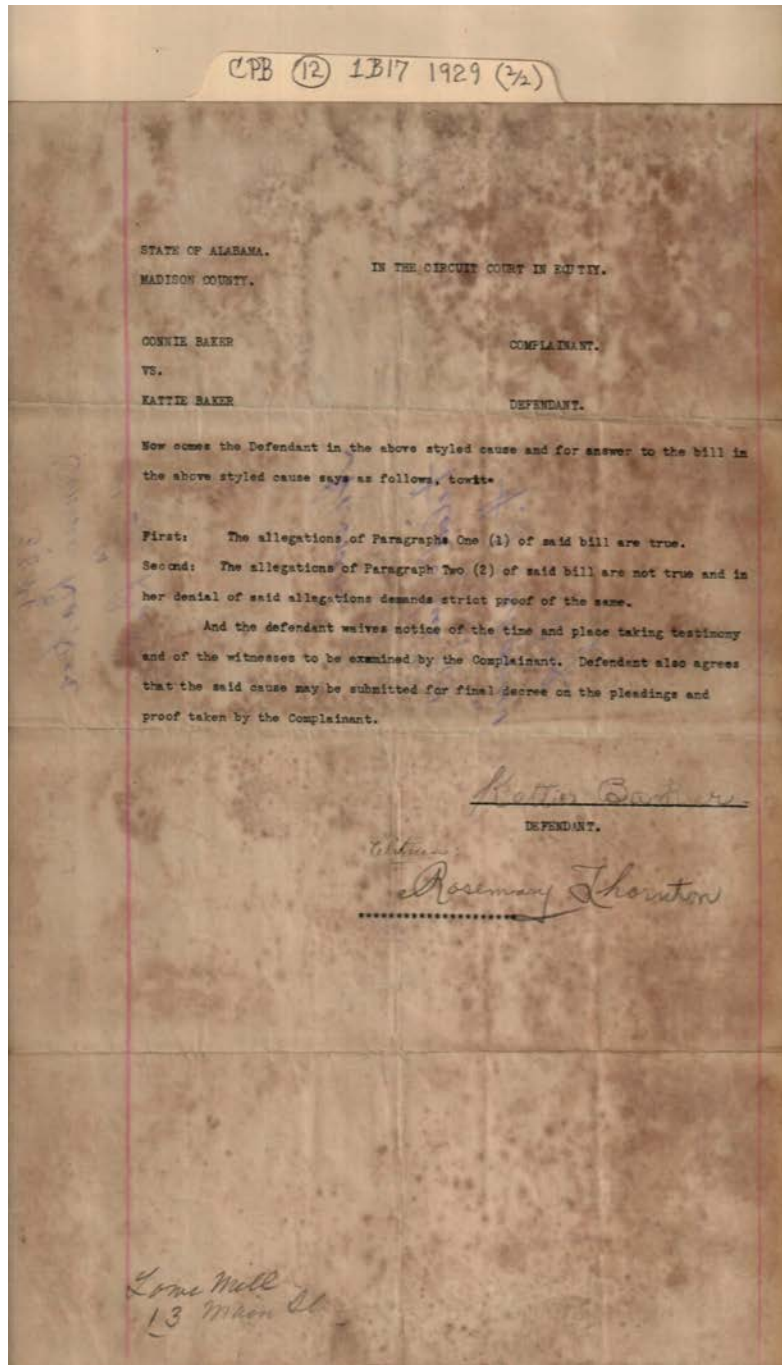 CPB (12) 1B17 1929 (2/2)
STATE OF ALABAMA.
MADISON COUNTY.
IN THE CIRCUIT COURT IN EQUTIY.
CONNIE BAKER
COMPLAINANT.
VS.
KATTIE BAKER
DEFENDANT.
Now comes the Defendant in the above styled cause and for answer to the bill in
the above styled cause says as follows, towit.
First: The allegations of Paragraphs One (1) of said bill are true.
Second: The allegations of Paragraph Two (2) of said bill are not true and in
her denial of said allegations demands strict proof of the same.
And the defendant waives notice of the time and place taking testimony
and of the witnesses to be examined by the Complainant. Defendant also agrees
that the said cause may be submitted for final decree on the pleadings and
proof taken by the Complainant.
Kattie Baker
DEFENDANT.
Witness:
Rosemary Thornton
Lowe Mill
13 Main St